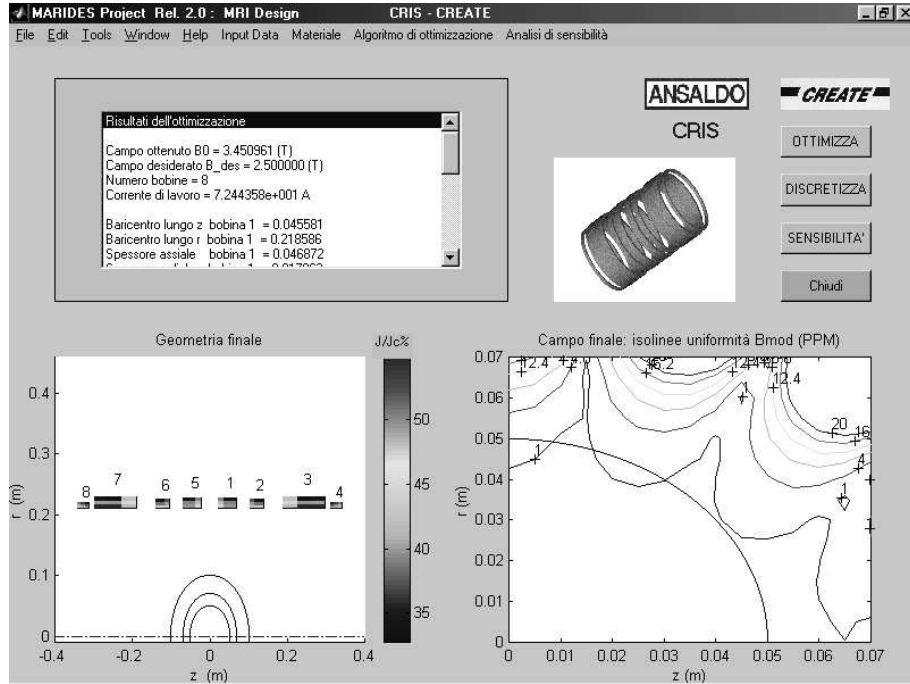 MARIDES Project Rel. 2.0 : MRI Design CRIS - CREATE
File Edit Tools Window Help Input Data Materiale Algoritmo di ottimizzazione Analisi di sensibilità
Risultati dell'ottimizzazione
Campo ottenuto B0 = 3.450961 (T)
Campo desiderato B_des = 2.500000 (T)
Numero bobine = 8
Corrente di lavoro = 7.244358e+001 A
Baricentro lungo z bobina 1 = 0.045581
Baricentro lungo r bobina 1 = 0.218586
Spessore assiale bobina 1 = 0.046872
ANSALDO
CRIS
CREATE
OTTIMIZZA
DISCRETIZZA
SENSIBILITA'
Chiudi
Geometria finale
J/Jc%
0.4
0.3
0.2
0.1
0
r (m)
8 7 6 5 1 2 3 4
-0.4 -0.2 0 0.2 0.4
z (m)
50
45
40
35
Campo finale: isolinee uniformità Bmod (PPM)
0.07
0.06
0.05
0.04
0.03
0.02
0.01
0
r (m)
12.4
12.4
20
16
4
1
1
1
1
0 0.01 0.02 0.03 0.04 0.05 0.06 0.07
z (m)